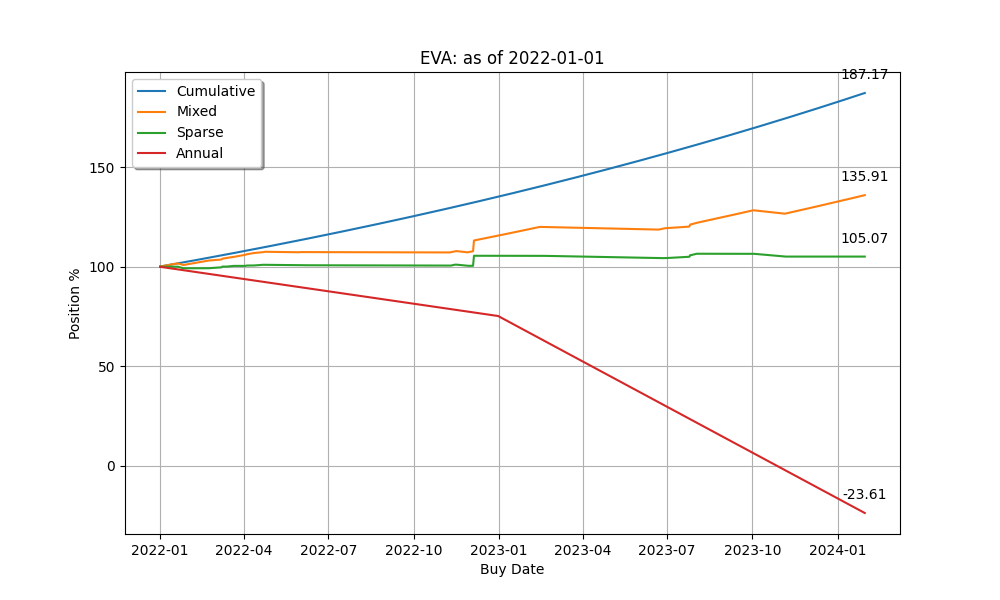 EVA: as of 2022-01-01
187.17
Cumulative
Mixed
Sparse
Annual
150
135.91
105.07
100
Position %
50
0
-23.61
2022-01 2022-04 2022-07 2022-10 2023-01 2023-04 2023-07 2023-10 2024-01
Buy Date